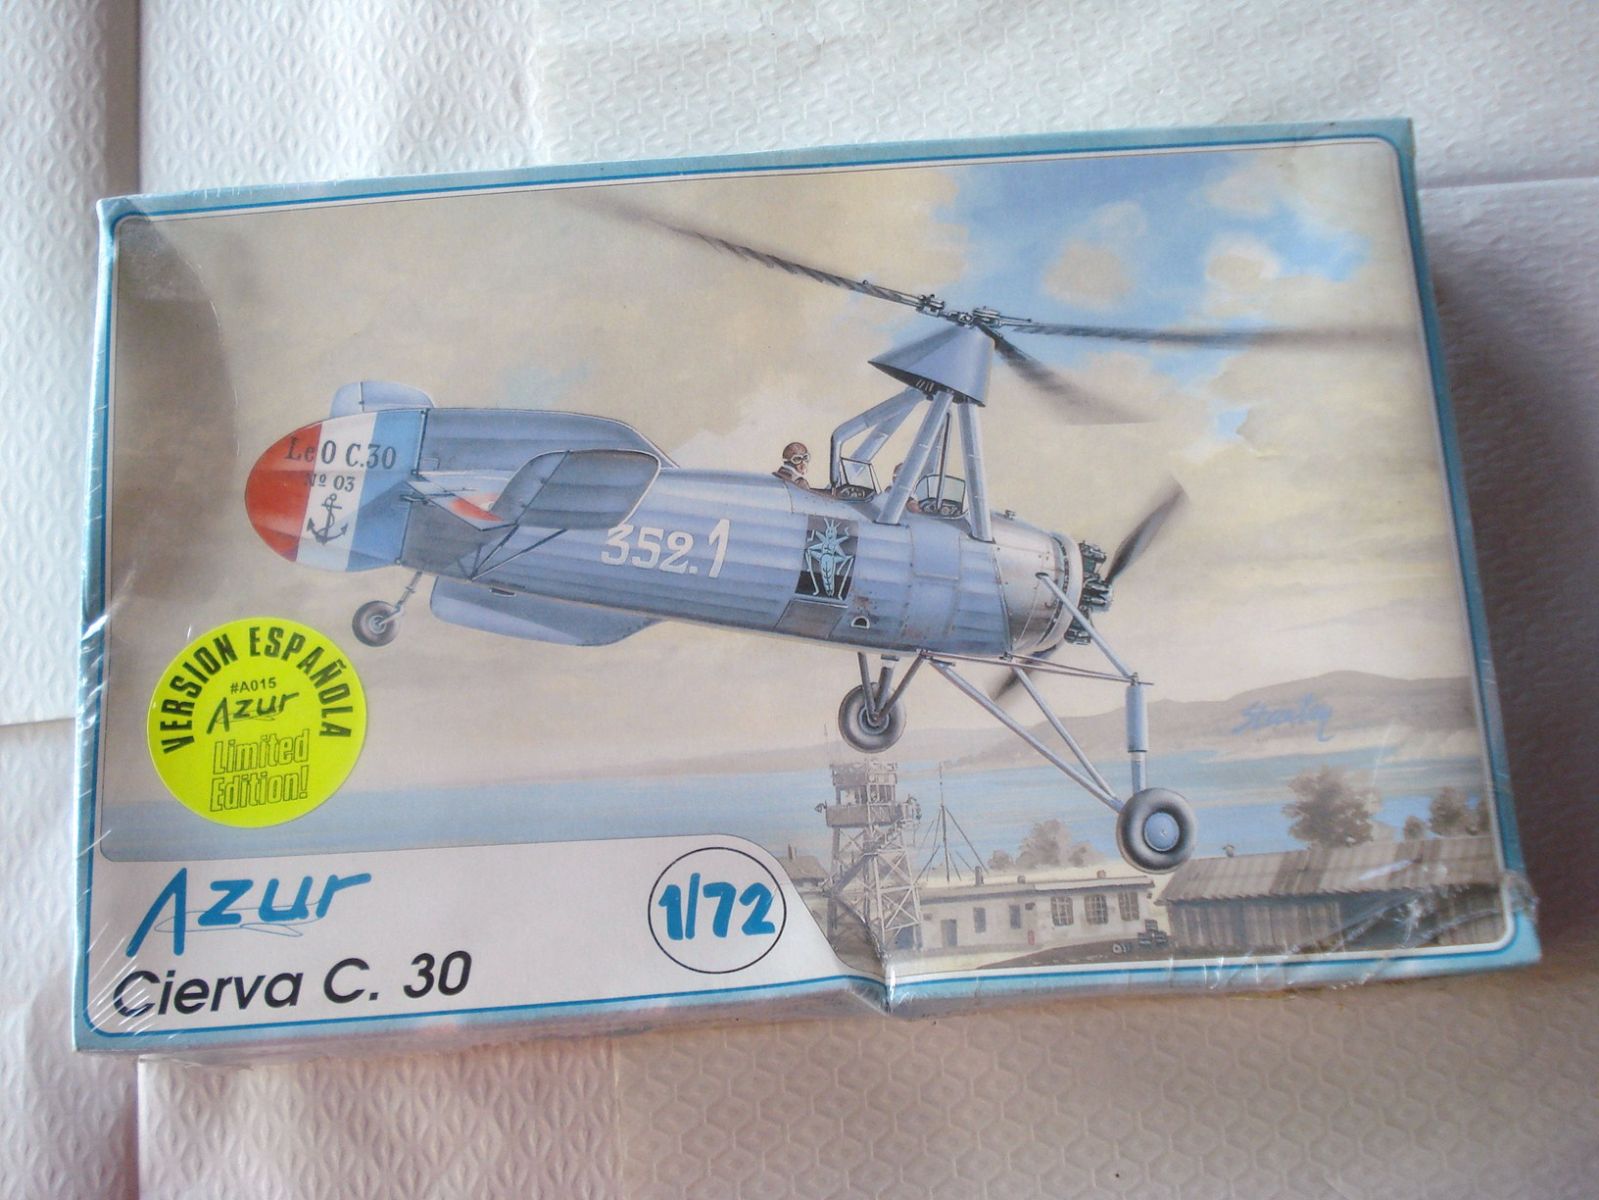 Le O C.30
Nº 03
352.1
VERSION ESPAÑOLA
#A015
Azur
Limited
Edition!
Azur
1/72
Cierva C. 30